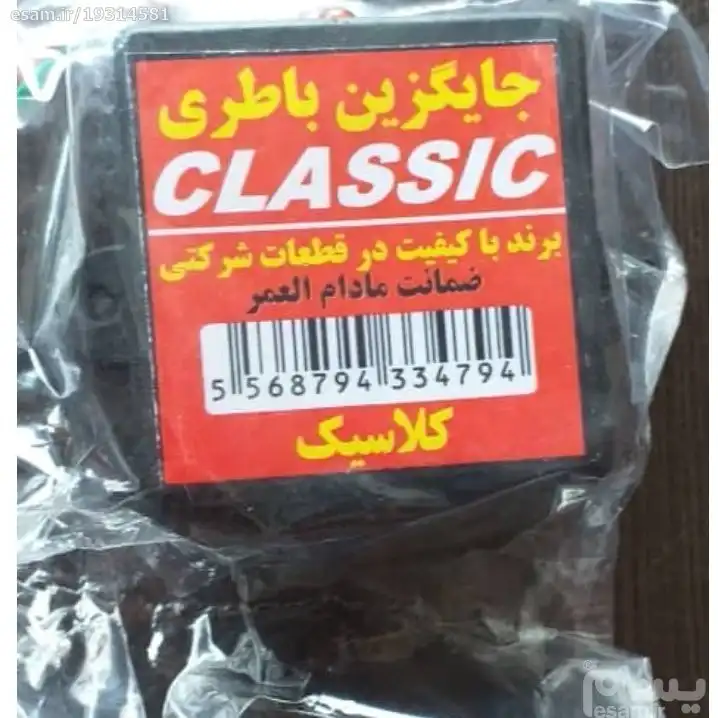 esam.ir/19314581
جایگزین باطری
CLASSIC
برند با کیفیت در قطعات شرکتی
ضمانت مادام العمر
5 568794 334794
کلاسیک
esam.ir